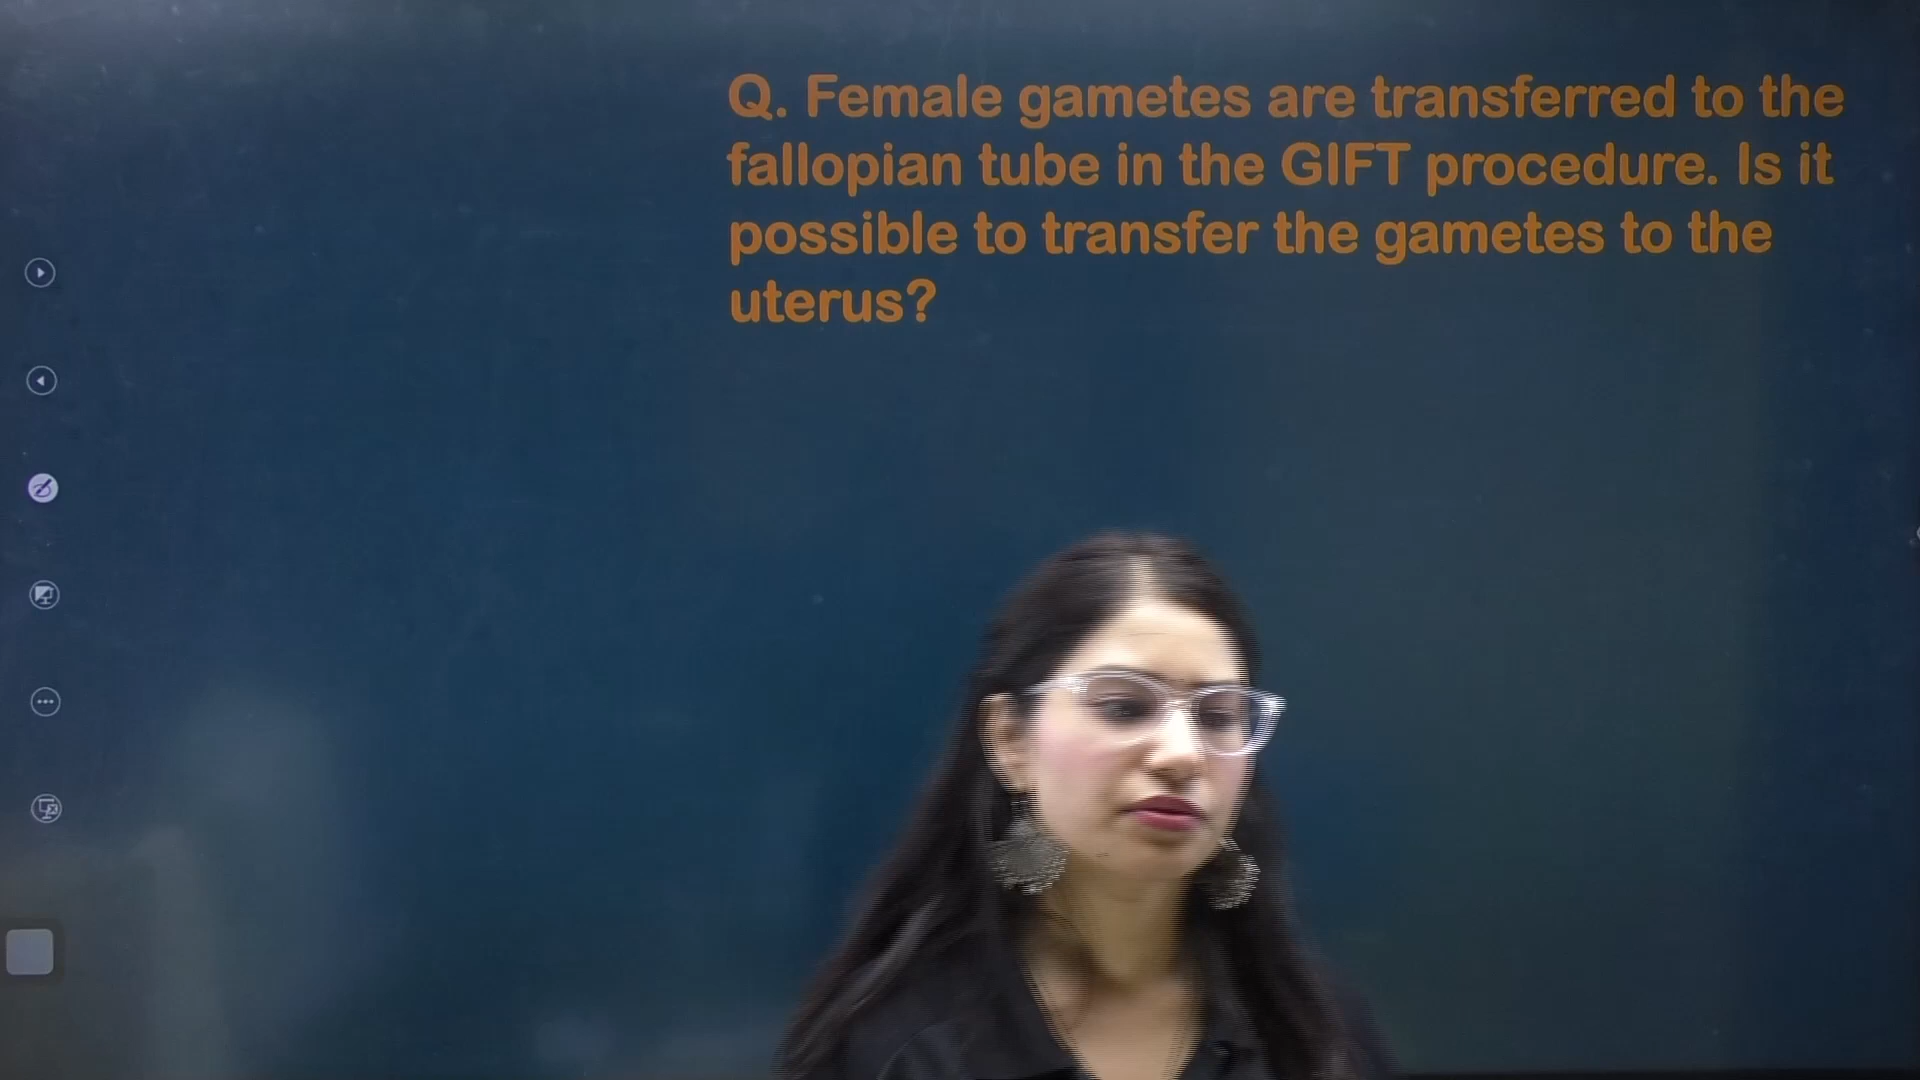 Q. Female gametes are transferred to the
fallopian tube in the GIFT procedure. Is it
possible to transfer the gametes to the
uterus?